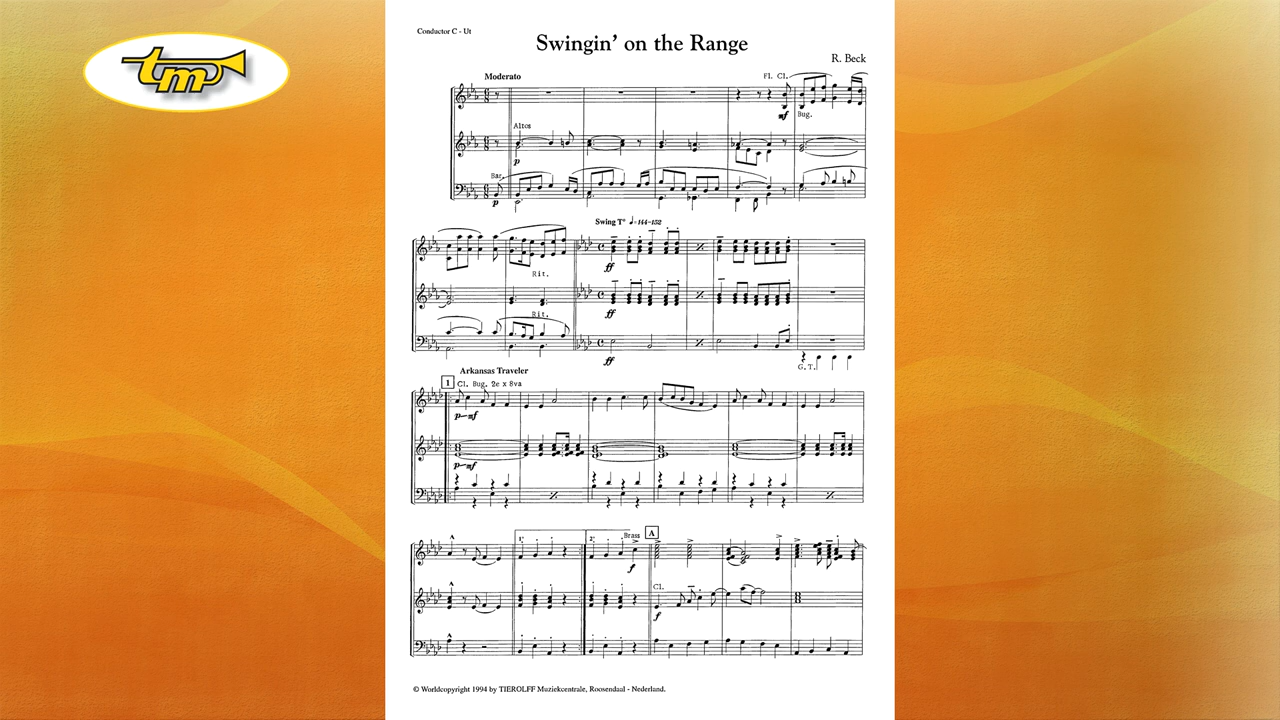 tm
Conductor C - Ut
Swingin' on the Range
R. Beck
Moderato
Fl. Cl.
mf
Bug.
Altos
p
Bar.
p
Swing T° ♩=144-152
ff
Rit.
ff
Rit.
ff
G.T.
Arkansas Traveler
1 Cl. Bug. 2e x 8va
p-mf
p-mf
1. 2. Brass A
f
Cl.
f
© Worldcopyright 1994 by TIEROLFF Muziekcentrale, Roosendaal - Nederland.